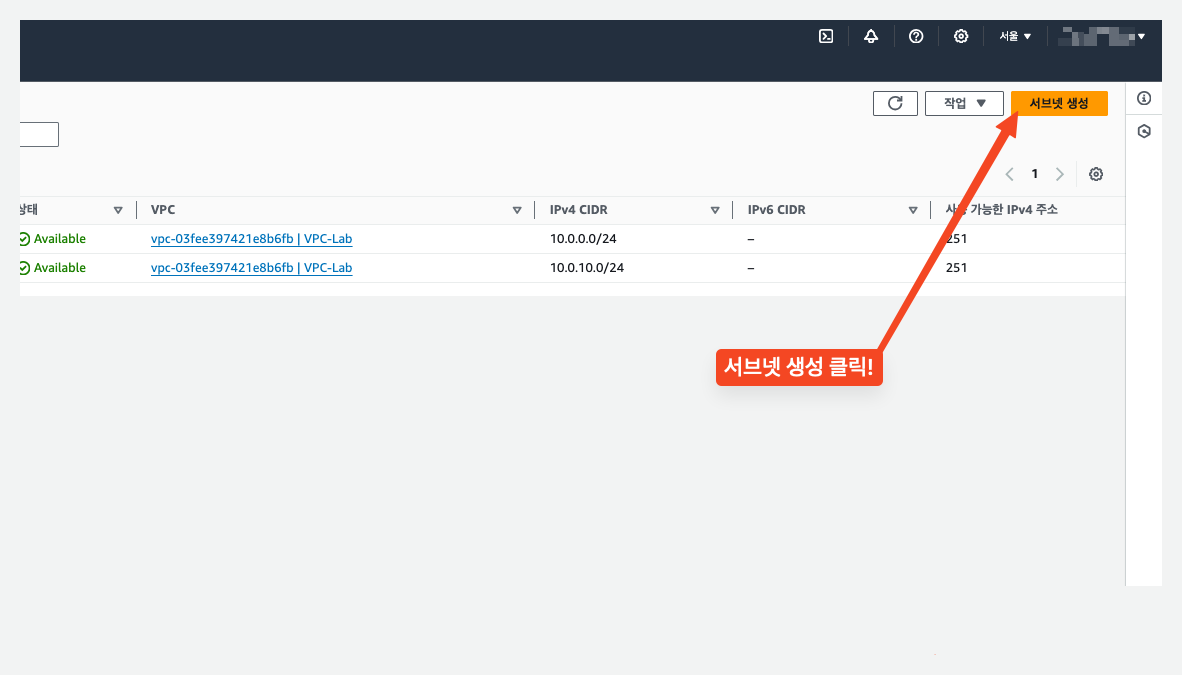 서울
작업
서브넷 생성
1
상태 VPC IPv4 CIDR IPv6 CIDR 사용 가능한 IPv4 주소
Available vpc-03fee397421e8b6fb | VPC-Lab 10.0.0.0/24 – 251
Available vpc-03fee397421e8b6fb | VPC-Lab 10.0.10.0/24 – 251
서브넷 생성 클릭!